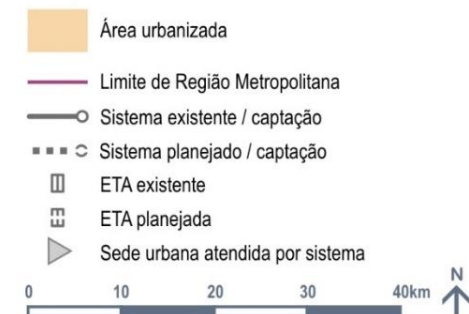 Área urbanizada
Limite de Região Metropolitana
Sistema existente / captação
Sistema planejado / captação
ETA existente
ETA planejada
Sede urbana atendida por sistema
0 10 20 30 40km N